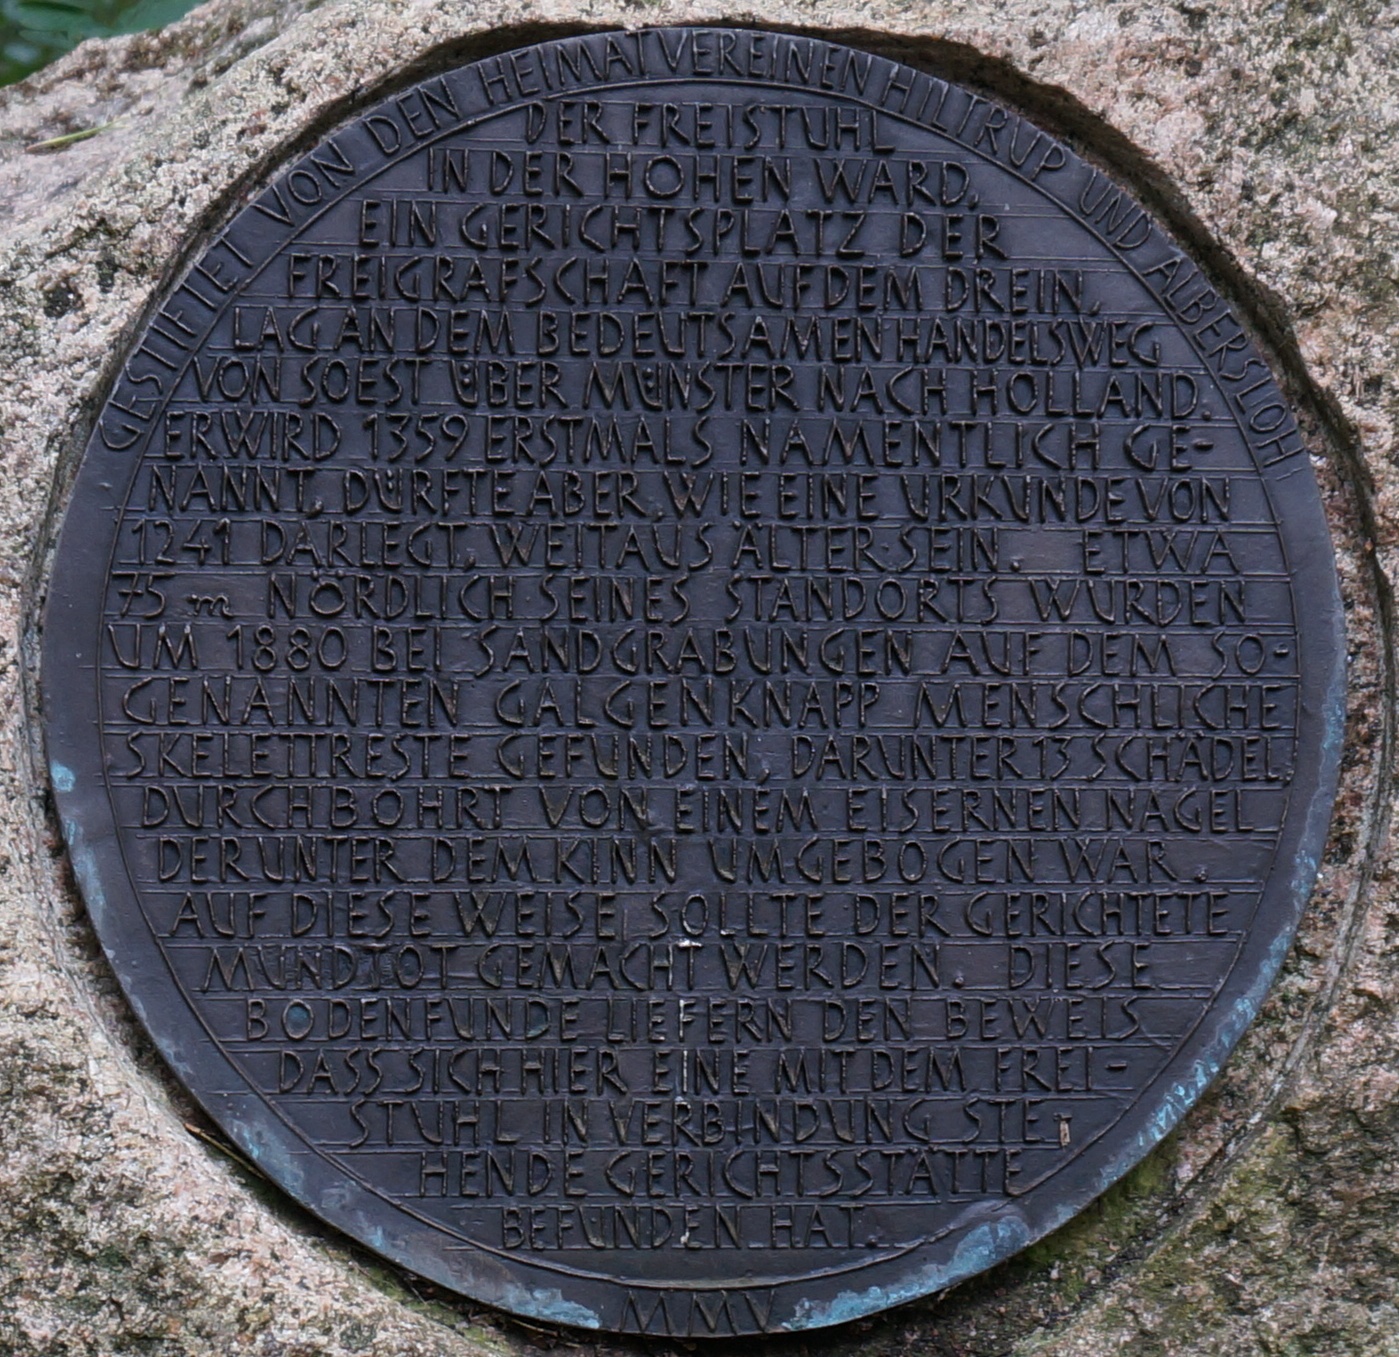 GESTIFTET VON DEN HEIMATVEREINEN HILTRUP UND ALBERSLOH
DER FREISTUHL
IN DER HOHEN WARD,
EIN GERICHTSPLATZ DER
FREIGRAFSCHAFT AUF DEM DREIN,
LAG AN DEM BEDEUTSAMEN HANDELSWEG
VON SOEST ÜBER MÜNSTER NACH HOLLAND.
ER WIRD 1359 ERSTMALS NAMENTLICH GE-
NANNT, DÜRFTE ABER, WIE EINE URKUNDE VON
1241 DARLEGT, WEITAUS ÄLTER SEIN. ETWA
75 m NÖRDLICH SEINES STANDORTS WURDEN
UM 1880 BEI SANDGRABUNGEN AUF DEM SO-
GENANNTEN GALGENKNAPP MENSCHLICHE
SKELETTRESTE GEFUNDEN, DARUNTER 13 SCHÄDEL,
DURCHBOHRT VON EINEM EISERNEN NAGEL,
DER UNTER DEM KINN UMGEBOGEN WAR.
AUF DIESE WEISE SOLLTE DER GERICHTETE
MUNDTOT GEMACHT WERDEN. DIESE
BODENFUNDE LIEFERN DEN BEWEIS,
DASS SICH HIER EINE MIT DEM FREI-
STUHL IN VERBINDUNG STE-
HENDE GERICHTSSTÄTTE
BEFUNDEN HAT.
MMV